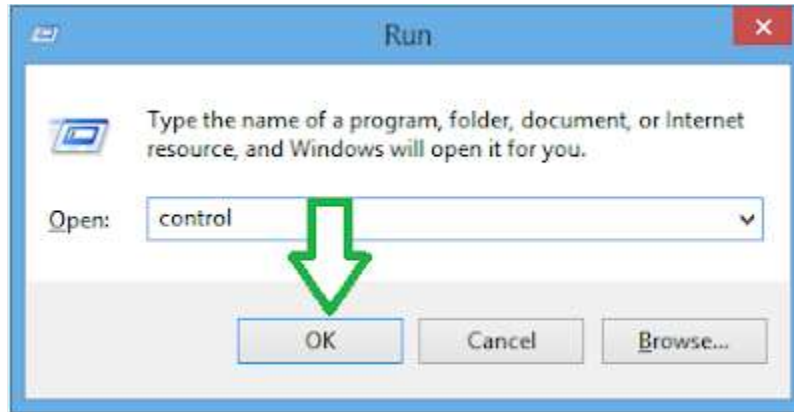 Run
Type the name of a program, folder, document, or Internet
resource, and Windows will open it for you.
Open: control
OK Cancel Browse...